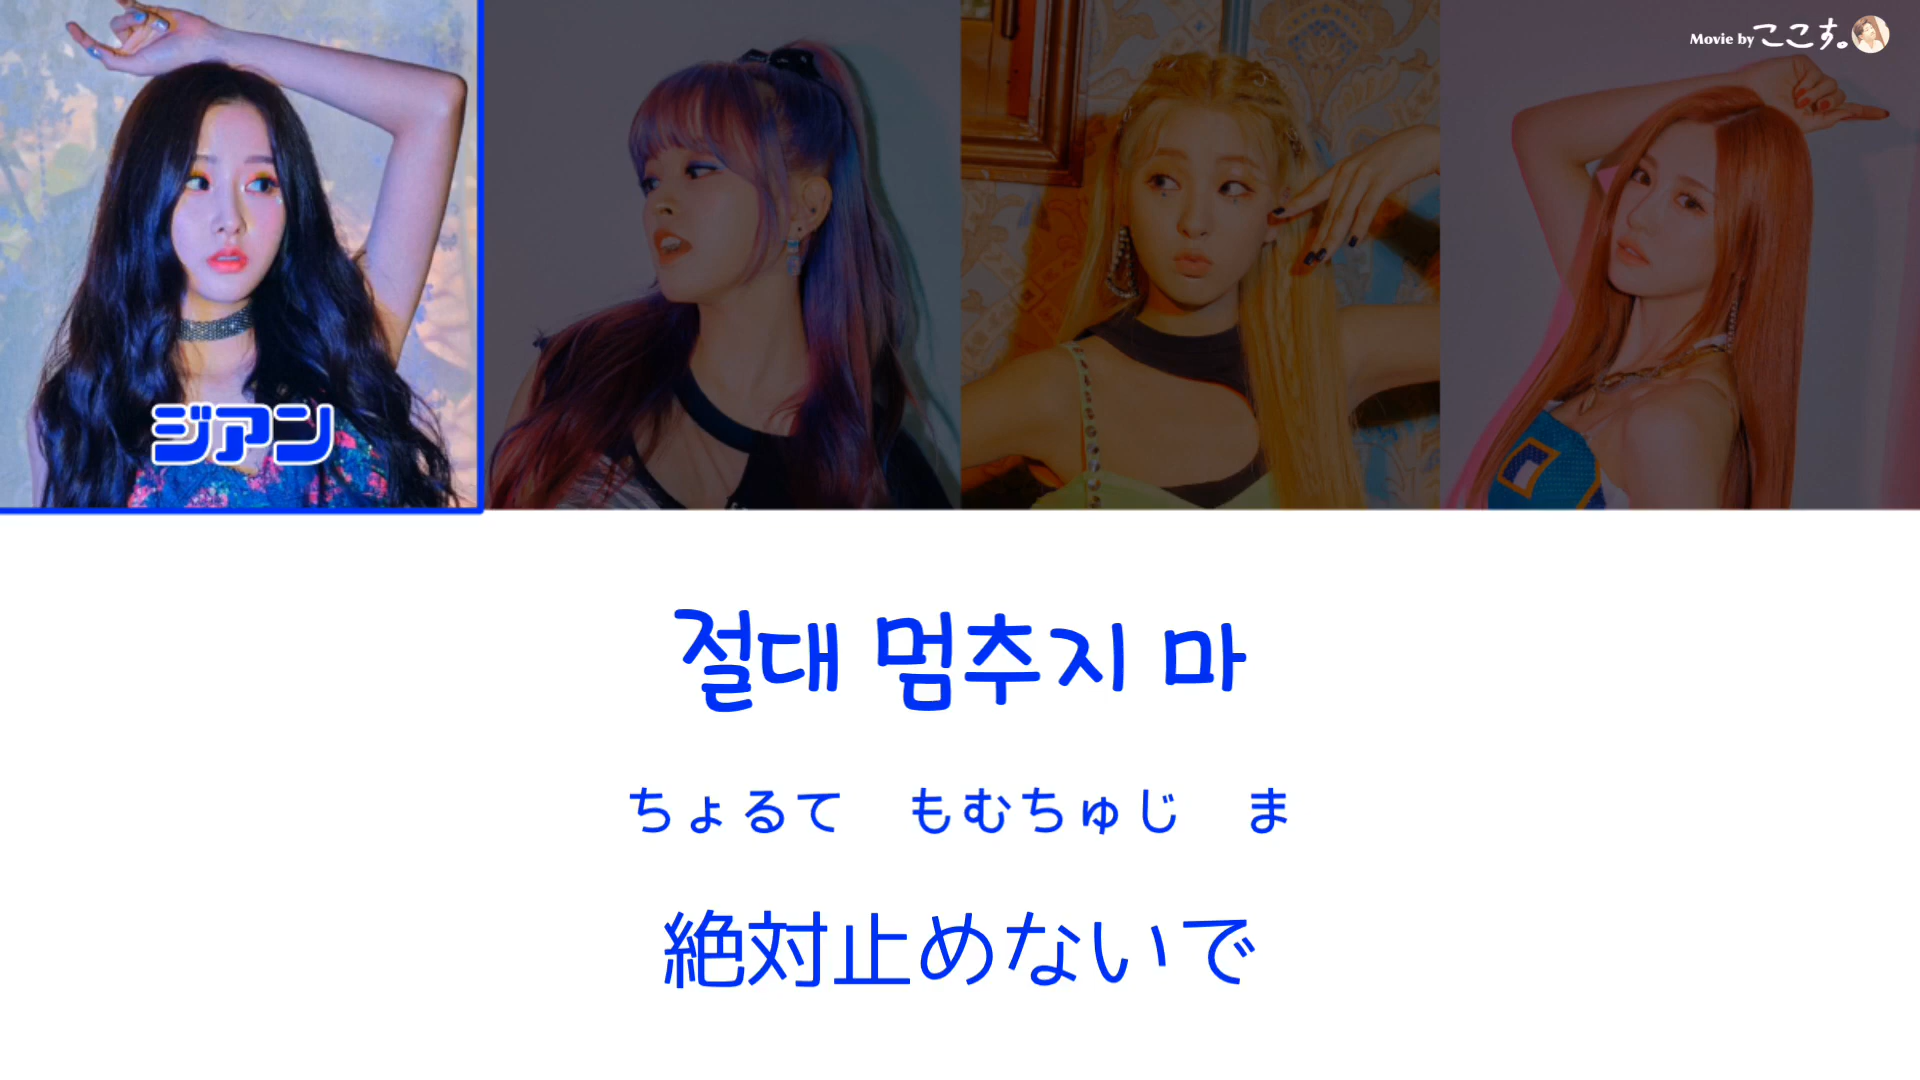 Movie by ここす。
ジアン
절대 멈추지 마
ちょるて　もむちゅじ　ま
絶対止めないで